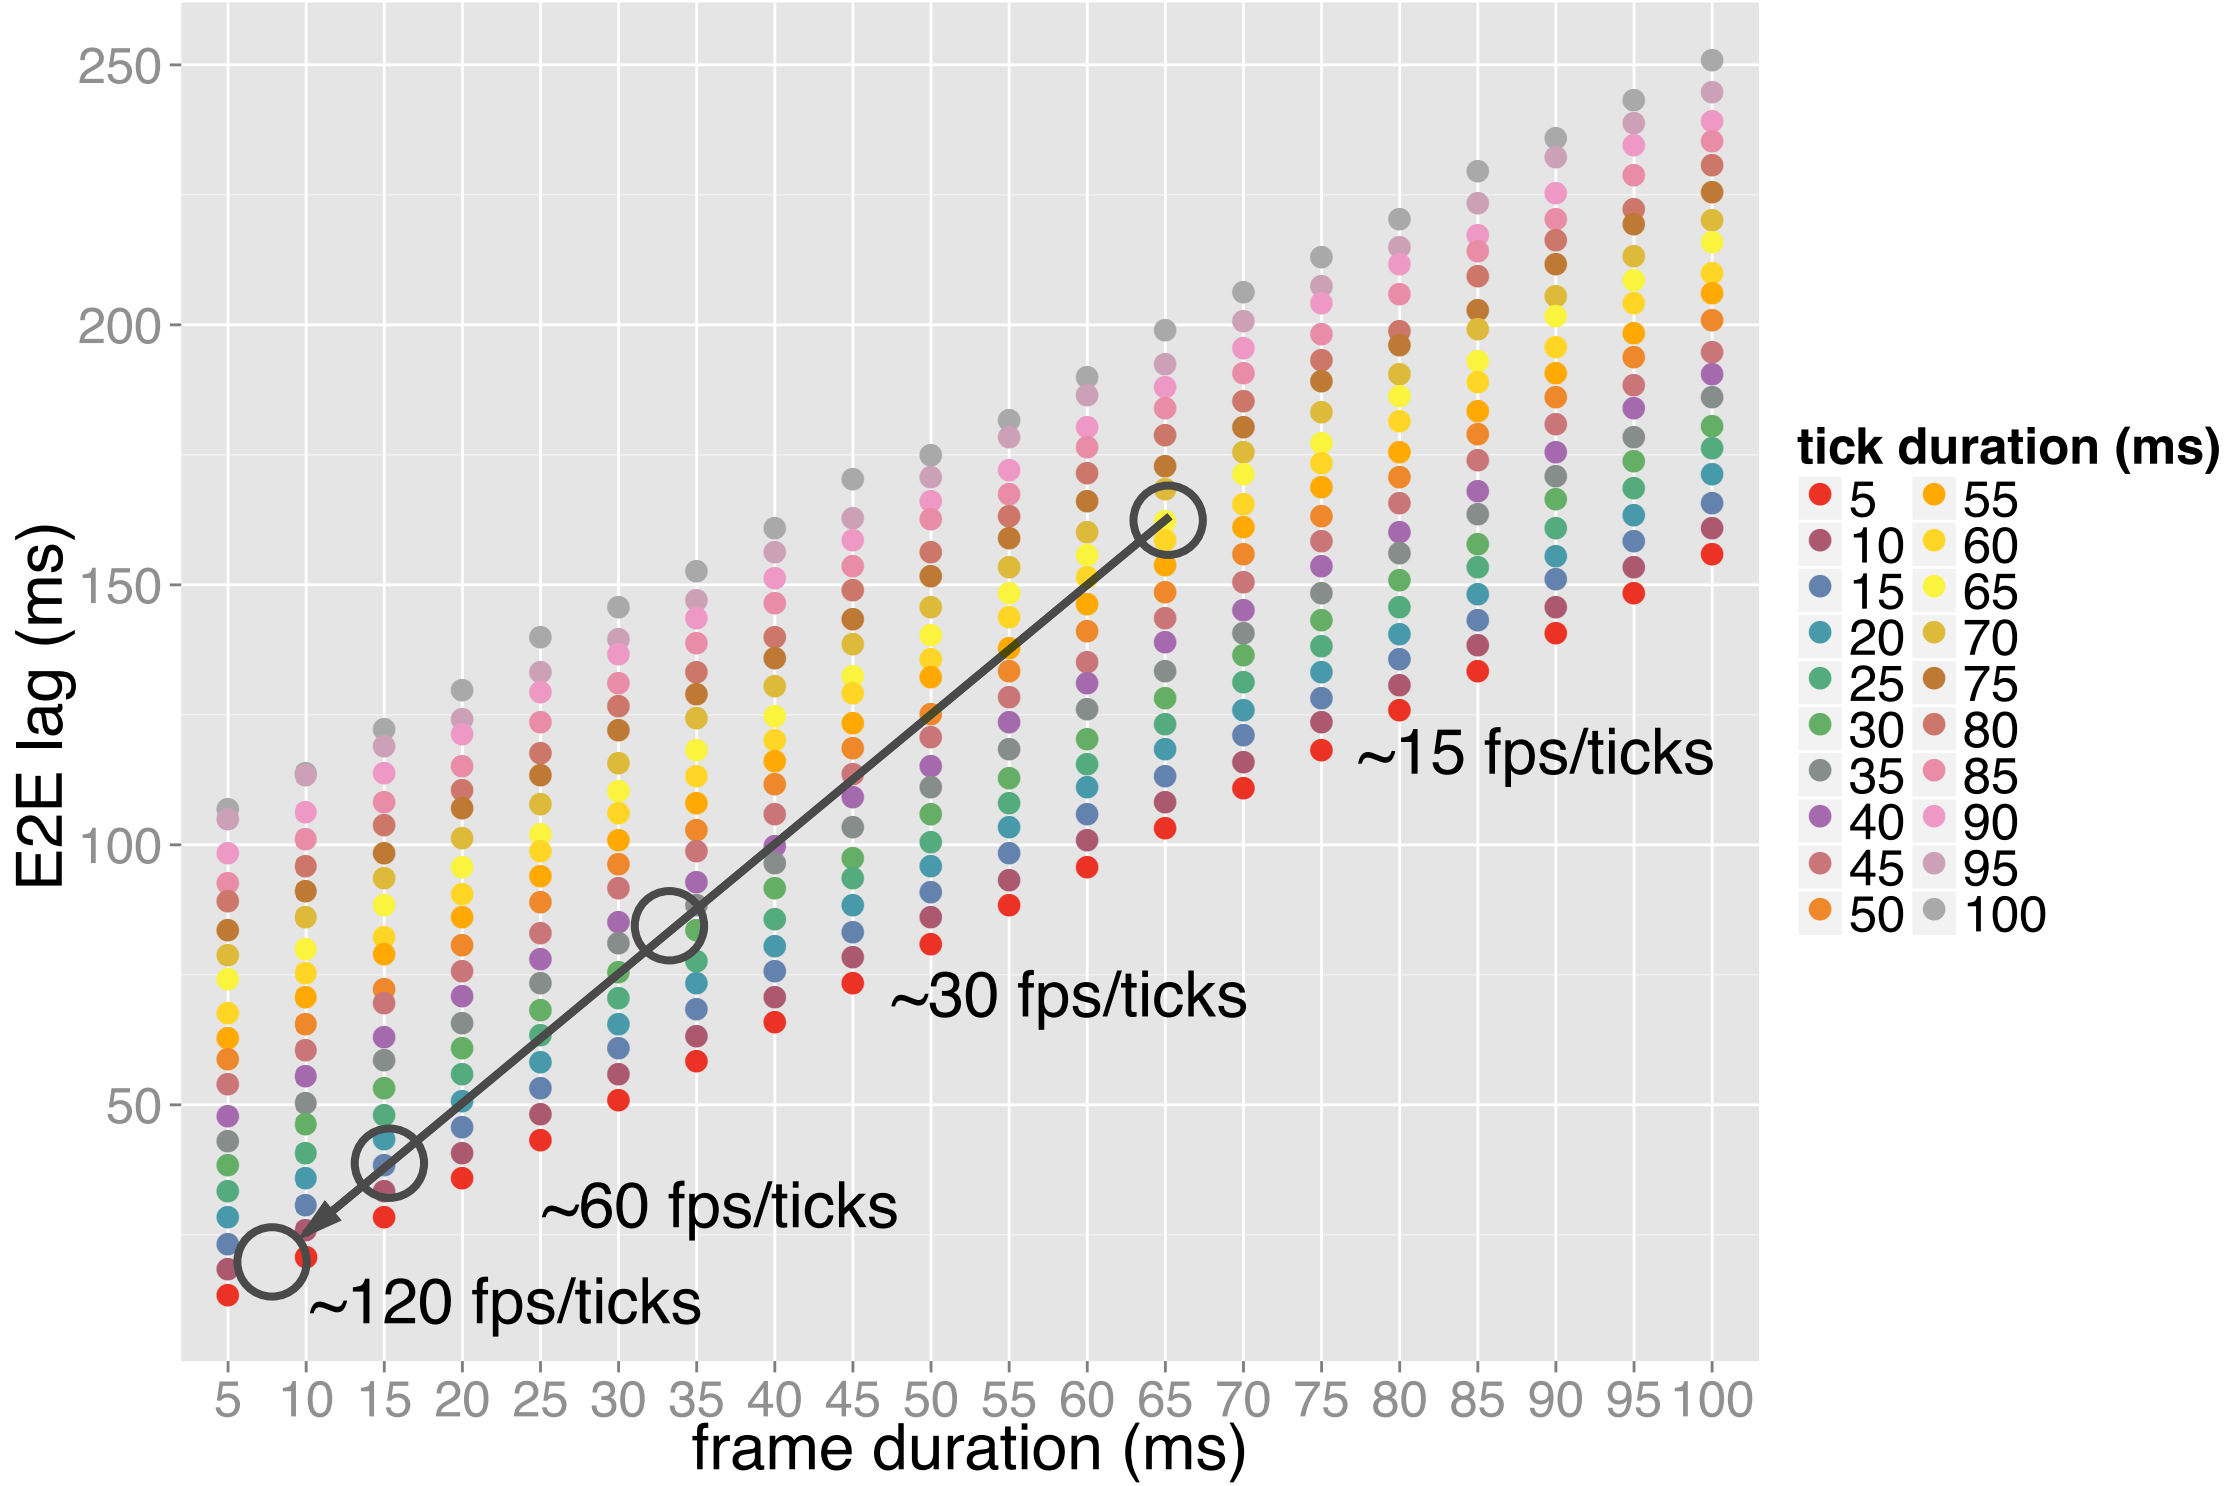 250
200
150
100
50
E2E lag (ms)
~15 fps/ticks
~30 fps/ticks
~60 fps/ticks
~120 fps/ticks
5 10 15 20 25 30 35 40 45 50 55 60 65 70 75 80 85 90 95 100
frame duration (ms)
tick duration (ms)
5 55
10 60
15 65
20 70
25 75
30 80
35 85
40 90
45 95
50 100